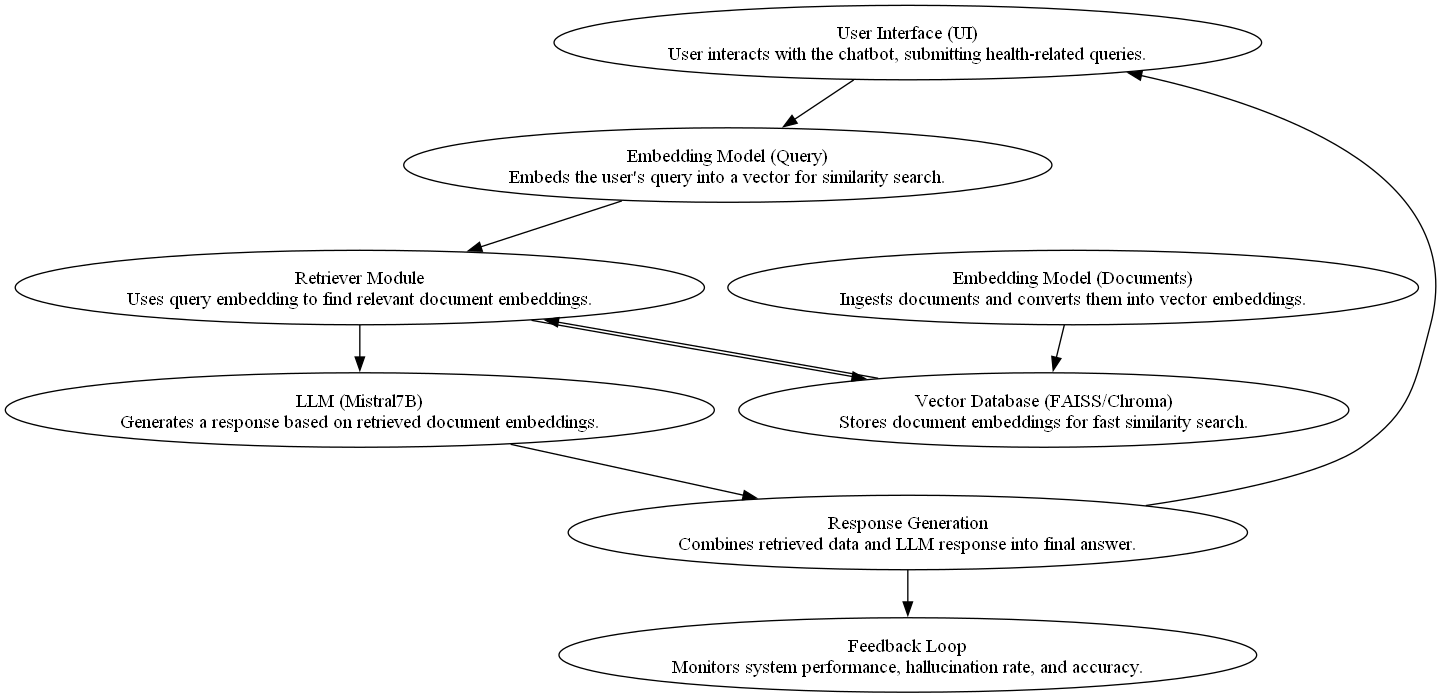 User Interface (UI)
User interacts with the chatbot, submitting health-related queries.
Embedding Model (Query)
Embeds the user's query into a vector for similarity search.
Retriever Module
Uses query embedding to find relevant document embeddings.
Embedding Model (Documents)
Ingests documents and converts them into vector embeddings.
LLM (Mistral7B)
Generates a response based on retrieved document embeddings.
Vector Database (FAISS/Chroma)
Stores document embeddings for fast similarity search.
Response Generation
Combines retrieved data and LLM response into final answer.
Feedback Loop
Monitors system performance, hallucination rate, and accuracy.